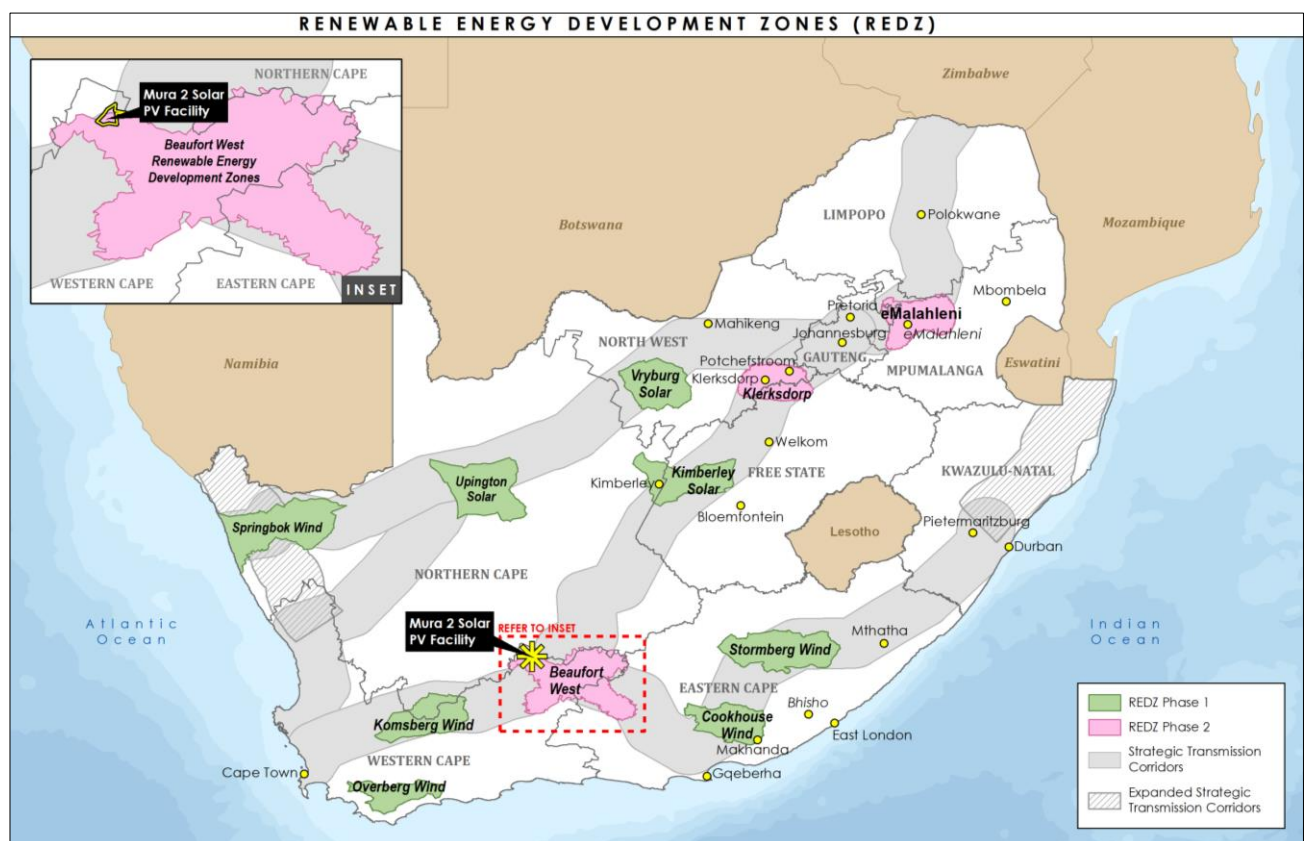 RENEWABLE ENERGY DEVELOPMENT ZONES (REDZ)
NORTHERN CAPE
Mura 2 Solar
PV Facility
Beaufort West
Renewable Energy
Development Zones
WESTERN CAPE
EASTERN CAPE
INSET
Zimbabwe
Botswana
Mozambique
Namibia
LIMPOPO
Polokwane
Mbombela
Pretoria
eMalahleni
eMalahleni
Mahikeng
Johannesburg
NORTH WEST
GAUTENG
Potchefstroom
Klerksdorp
Klerksdorp
MPUMALANGA
Eswatini
Vryburg
Solar
Welkom
FREE STATE
KWAZULU-NATAL
Kimberley
Kimberley
Solar
Upington
Solar
Bloemfontein
Springbok Wind
Lesotho
Pietermaritzburg
Durban
NORTHERN CAPE
Atlantic
Ocean
Indian
Ocean
Mura 2 Solar
PV Facility
REFER TO INSET
Beaufort
West
Stormberg Wind
Mthatha
EASTERN CAPE
Bhisho
Komsberg Wind
Cookhouse
Wind
East London
Makhanda
WESTERN CAPE
Cape Town
Gqeberha
Overberg Wind
REDZ Phase 1
REDZ Phase 2
Strategic Transmission
Corridors
Expanded Strategic
Transmission Corridors